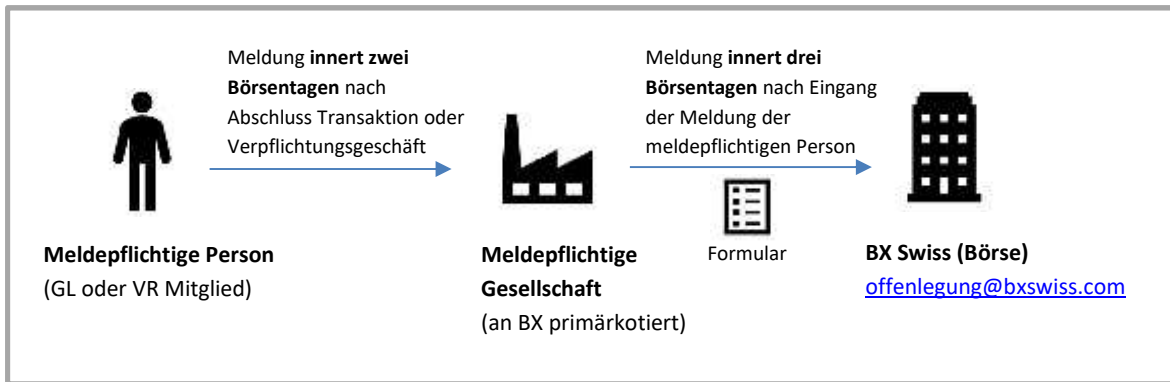 Meldung innert zwei
Börsentagen nach
Abschluss Transaktion oder
Verpflichtungsgeschäft
Meldung innert drei
Börsentagen nach Eingang
der Meldung der
meldepflichtigen Person
Meldepflichtige Person
(GL oder VR Mitglied)
Meldepflichtige
Gesellschaft
(an BX primärkotiert)
Formular
BX Swiss (Börse)
offenlegung@bxswiss.com